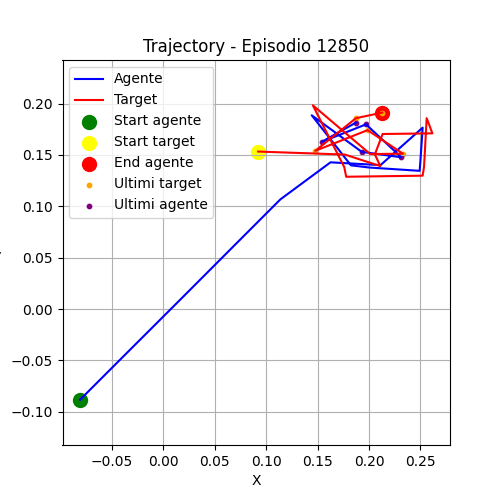 Trajectory - Episodio 12850
Agente
Target
Start agente
Start target
End agente
Ultimi target
Ultimi agente
0.20
0.15
0.10
0.05
0.00
−0.05
−0.10
−0.05
0.00
0.05
0.10
0.15
0.20
0.25
X